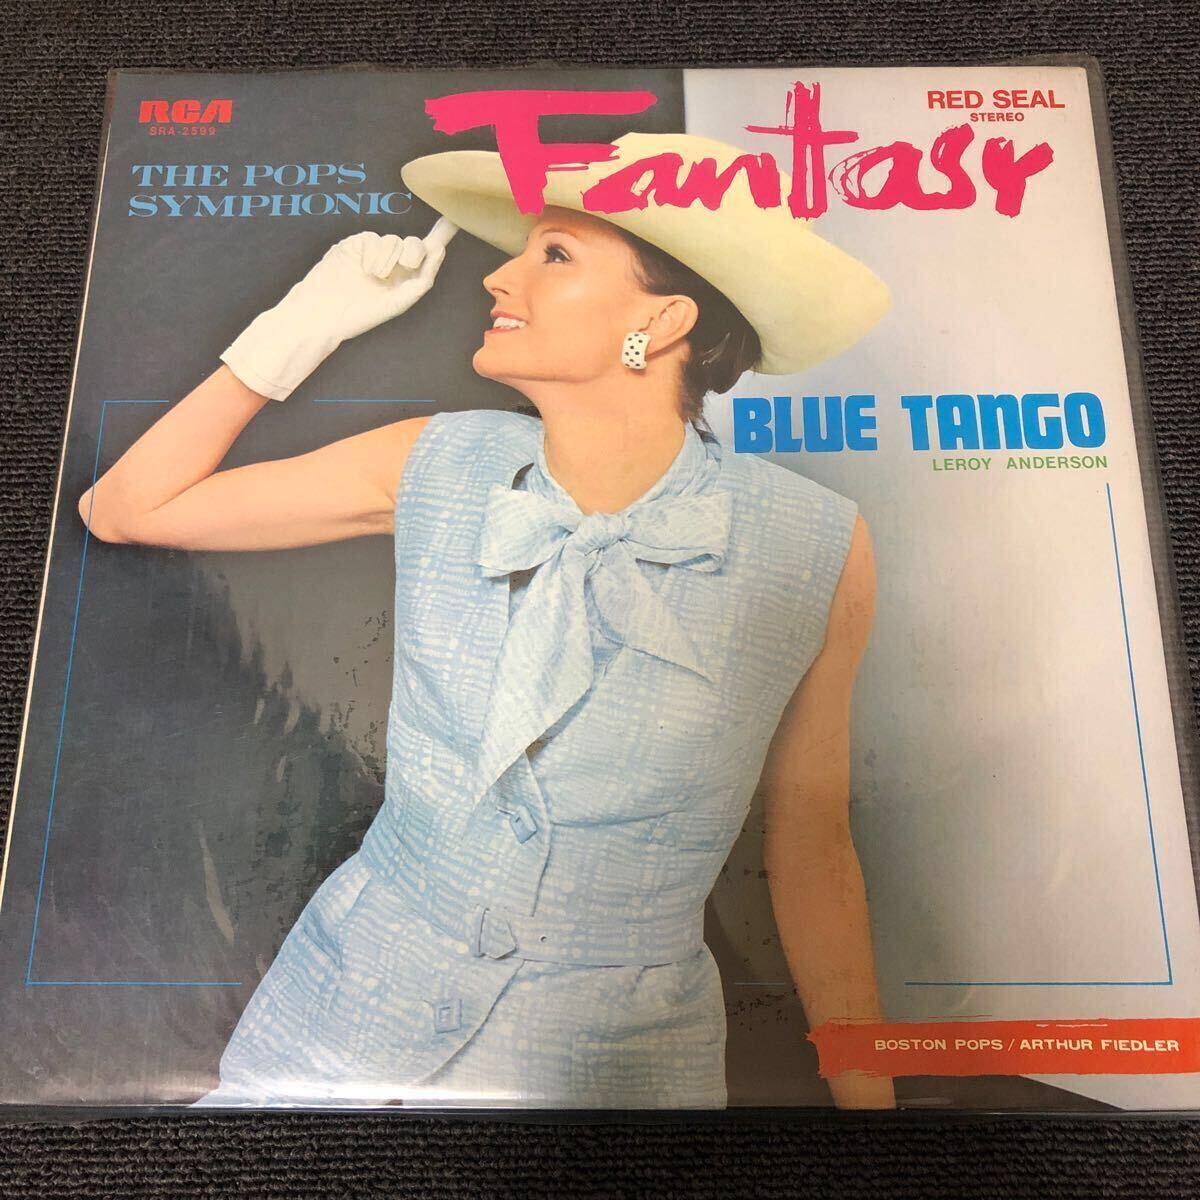 RCA
SRA-2599
THE POPS
SYMPHONIC
Fantasy
RED SEAL
STEREO
BLUE TANGO
LEROY ANDERSON
BOSTON POPS / ARTHUR FIEDLER